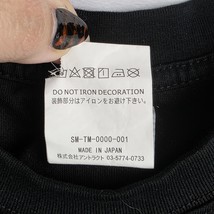 DO NOT IRON DECORATION
装飾部分はアイロンをお避け下さい。
SM-TM-0000-001
MADE IN JAPAN
株式会社アントラクト 03-5774-0733